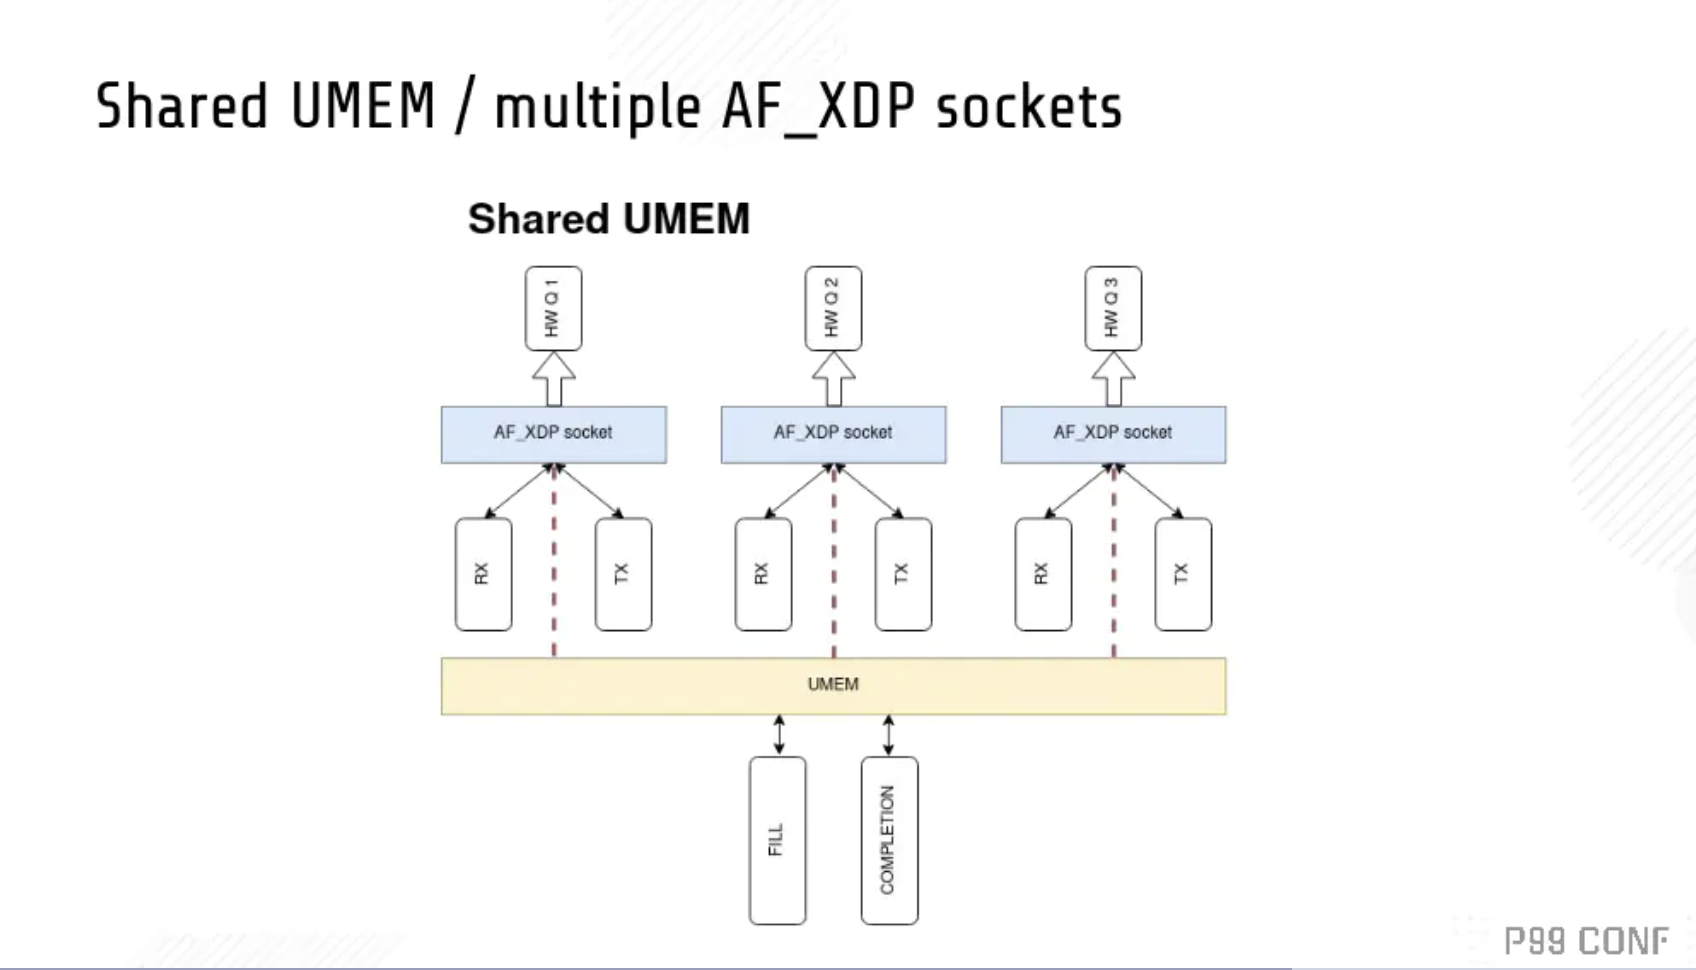 Shared UMEM / multiple AF_XDP sockets
Shared UMEM
HW Q 1
HW Q 2
HW Q 3
AF_XDP socket
AF_XDP socket
AF_XDP socket
RX
TX
RX
TX
RX
TX
UMEM
FILL
COMPLETION
P99 CONF